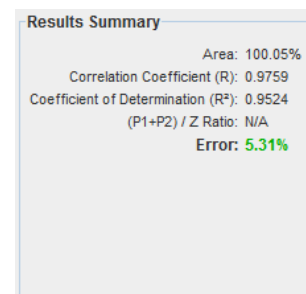 Results Summary
Area: 100.05%
Correlation Coefficient (R): 0.9759
Coefficient of Determination (R²): 0.9524
(P1+P2) / Z Ratio: N/A
Error: 5.31%